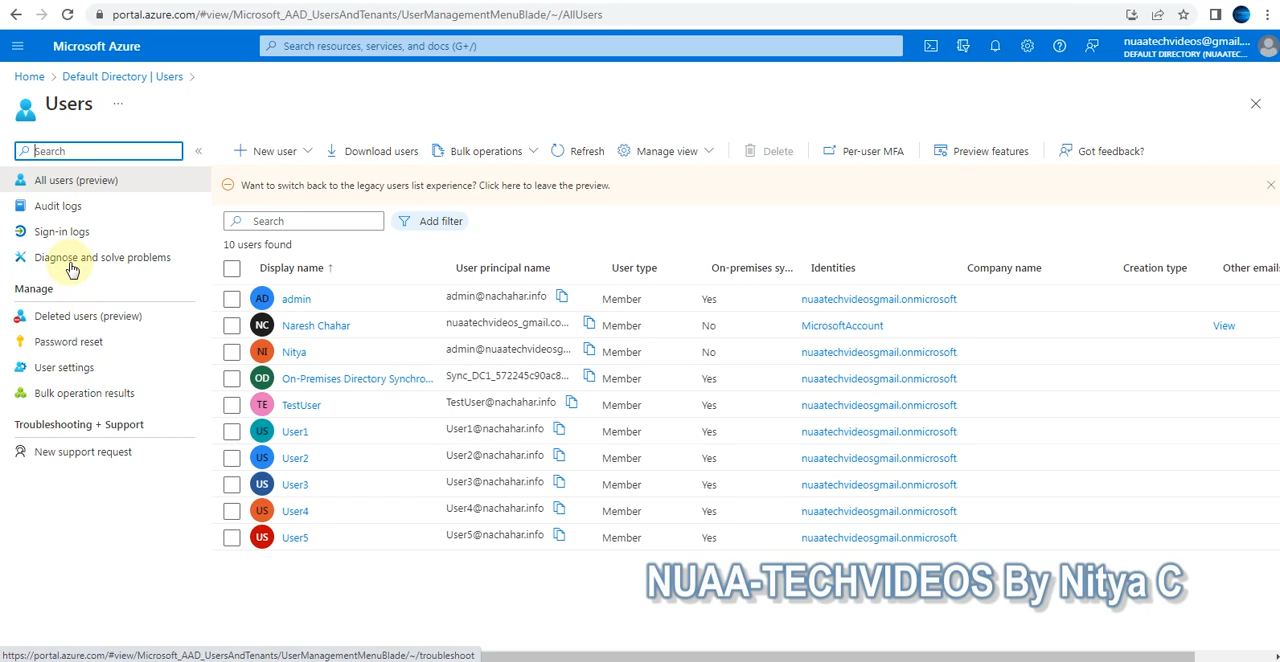 portal.azure.com/#view/Microsoft_AAD_UsersAndTenants/UserManagementMenuBlade/~/AllUsers
Microsoft Azure
Search resources, services, and docs (G+/)
nuaatechvideos@gmail....
DEFAULT DIRECTORY (NUAATEC...
Home > Default Directory | Users >
Users ...
Search
«
New user
Download users
Bulk operations
Refresh
Manage view
Delete
Per-user MFA
Preview features
Got feedback?
All users (preview)
Audit logs
Sign-in logs
Diagnose and solve problems
Manage
Deleted users (preview)
Password reset
User settings
Bulk operation results
Troubleshooting + Support
New support request
Want to switch back to the legacy users list experience? Click here to leave the preview.
Search
Add filter
10 users found
Display name ↑ User principal name User type On-premises sy... Identities Company name Creation type Other emails
AD admin admin@nachahar.info Member Yes nuaatechvideosgmail.onmicrosoft
NC Naresh Chahar nuaatechvideos_gmail.co... Member No MicrosoftAccount View
NI Nitya admin@nuaatechvideosg... Member No nuaatechvideosgmail.onmicrosoft
OD On-Premises Directory Synchro... Sync_DC1_572245c90ac8... Member Yes nuaatechvideosgmail.onmicrosoft
TE TestUser TestUser@nachahar.info Member Yes nuaatechvideosgmail.onmicrosoft
US User1 User1@nachahar.info Member Yes nuaatechvideosgmail.onmicrosoft
US User2 User2@nachahar.info Member Yes nuaatechvideosgmail.onmicrosoft
US User3 User3@nachahar.info Member Yes nuaatechvideosgmail.onmicrosoft
US User4 User4@nachahar.info Member Yes nuaatechvideosgmail.onmicrosoft
US User5 User5@nachahar.info Member Yes nuaatechvideosgmail.onmicrosoft
NUAA-TECHVIDEOS By Nitya C
https://portal.azure.com/#view/Microsoft_AAD_UsersAndTenants/UserManagementMenuBlade/~/troubleshoot